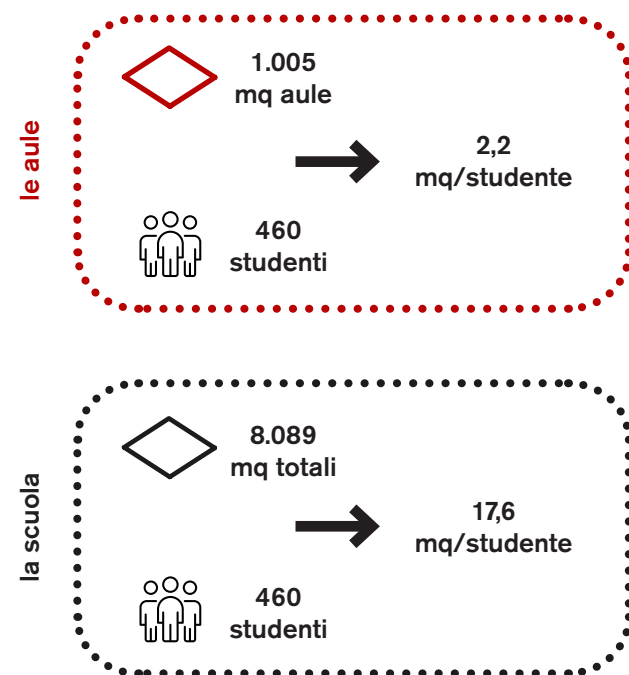 le aule
1.005
mq aule
2,2
mq/studente
460
studenti
la scuola
8.089
mq totali
17,6
mq/studente
460
studenti